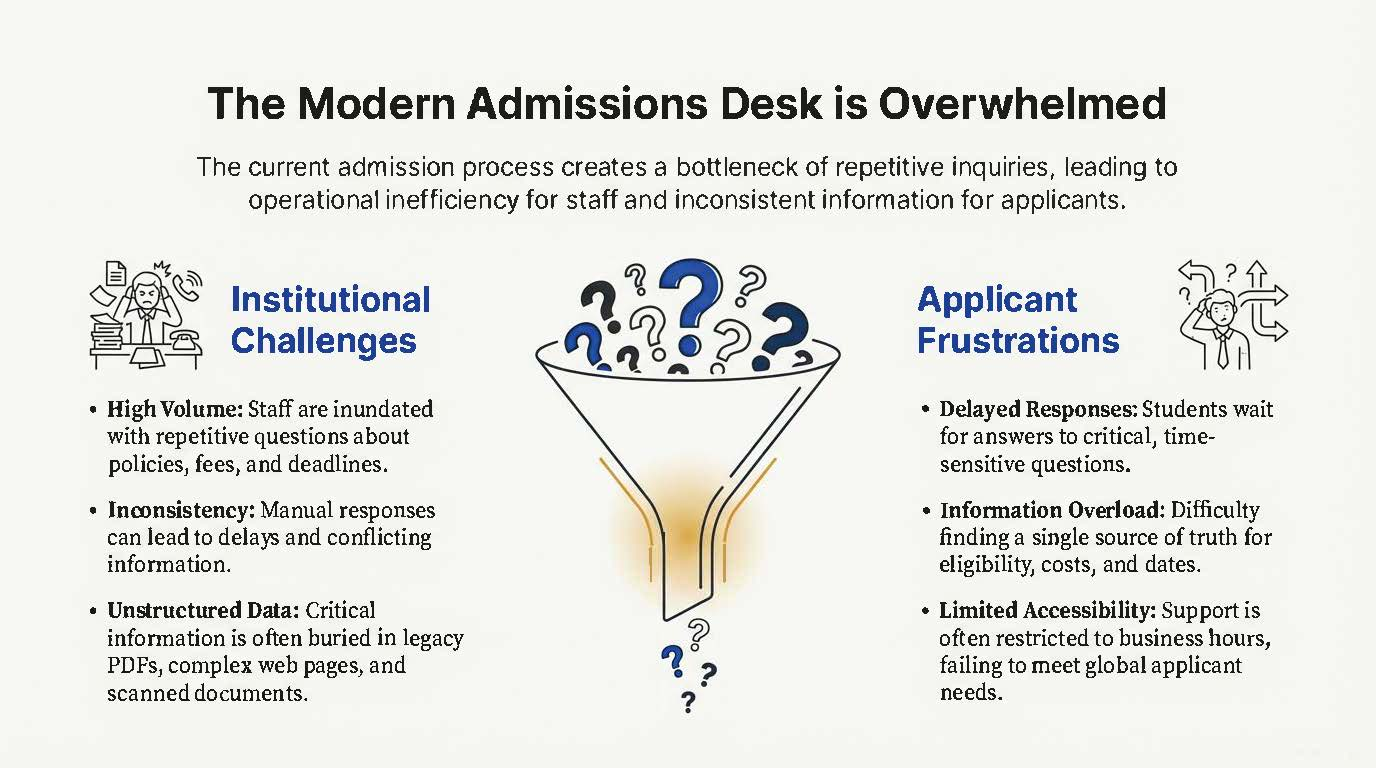 The Modern Admissions Desk is Overwhelmed
The current admission process creates a bottleneck of repetitive inquiries, leading to
operational inefficiency for staff and inconsistent information for applicants.
Institutional
Challenges
• High Volume: Staff are inundated
with repetitive questions about
policies, fees, and deadlines.
• Inconsistency: Manual responses
can lead to delays and conflicting
information.
• Unstructured Data: Critical
information is often buried in legacy
PDFs, complex web pages, and
scanned documents.
Applicant
Frustrations
• Delayed Responses: Students wait
for answers to critical, time-
sensitive questions.
• Information Overload: Difficulty
finding a single source of truth for
eligibility, costs, and dates.
• Limited Accessibility: Support is
often restricted to business hours,
failing to meet global applicant
needs.